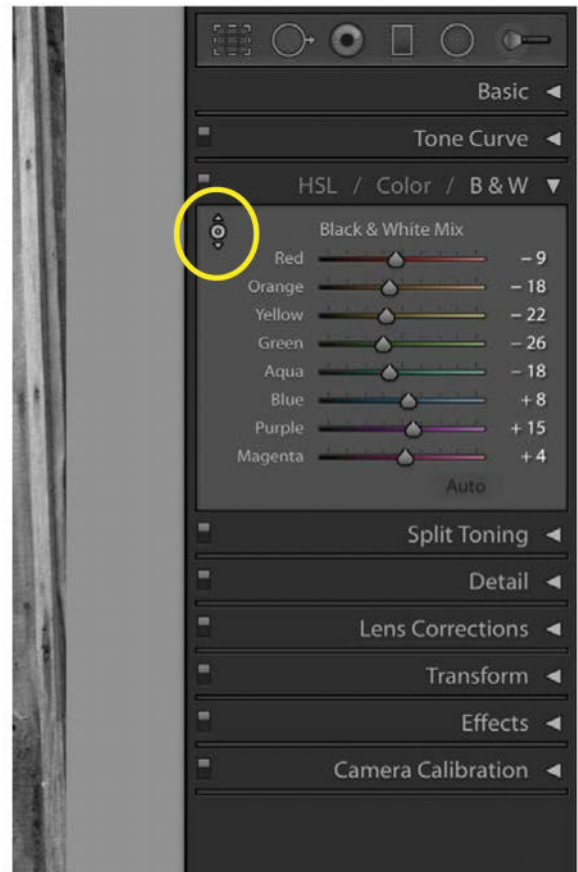 Basic
Tone Curve
HSL / Color / B & W
Black & White Mix
Red – 9
Orange – 18
Yellow – 22
Green – 26
Aqua – 18
Blue + 8
Purple + 15
Magenta + 4
Auto
Split Toning
Detail
Lens Corrections
Transform
Effects
Camera Calibration